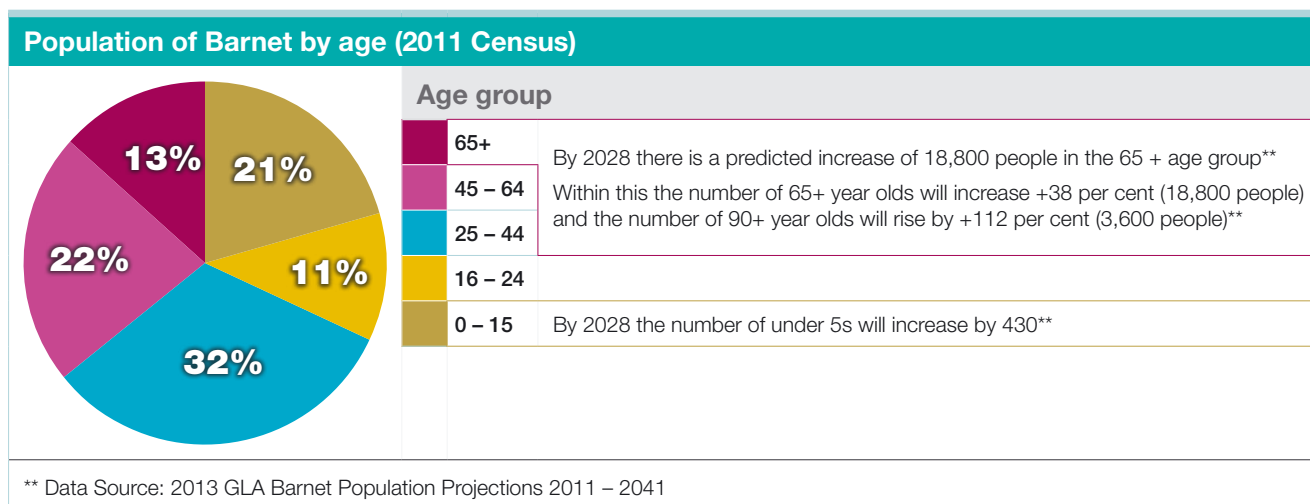 Population of Barnet by age (2011 Census)
13%
21%
22%
11%
32%
Age group
65+
By 2028 there is a predicted increase of 18,800 people in the 65 + age group**
45 – 64
Within this the number of 65+ year olds will increase +38 per cent (18,800 people)
and the number of 90+ year olds will rise by +112 per cent (3,600 people)**
25 – 44
16 – 24
0 – 15
By 2028 the number of under 5s will increase by 430**
** Data Source: 2013 GLA Barnet Population Projections 2011 – 2041